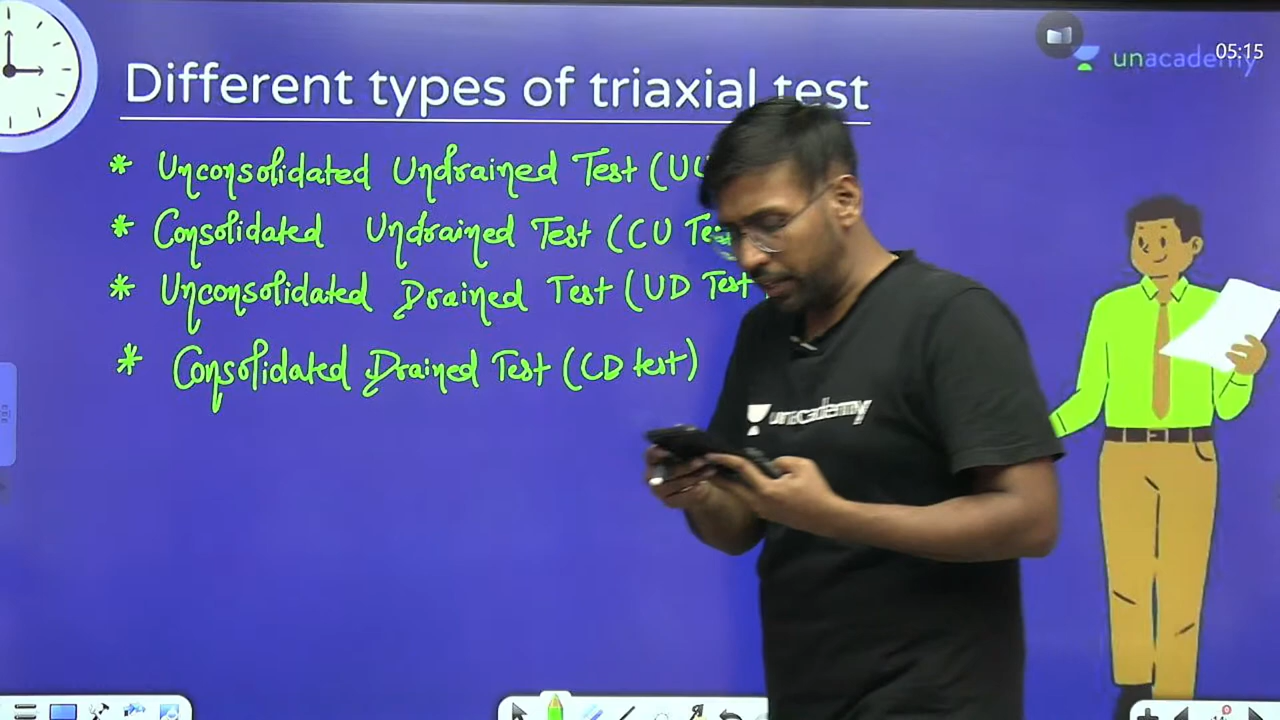 05:15
unacademy
Different types of triaxial test
* Unconsolidated Undrained Test (UU
* Consolidated Undrained Test (CU Te
* Unconsolidated Drained Test (UD Test
* Consolidated Drained Test (CD test)
unacademy